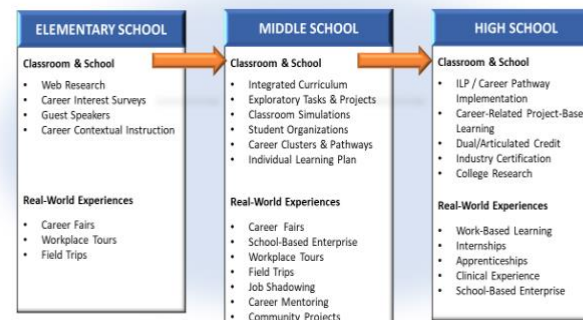 ELEMENTARY SCHOOL
Classroom & School
• Web Research
• Career Interest Surveys
• Guest Speakers
• Career Contextual Instruction
Real-World Experiences
• Career Fairs
• Workplace Tours
• Field Trips
MIDDLE SCHOOL
Classroom & School
• Integrated Curriculum
• Exploratory Tasks & Projects
• Classroom Simulations
• Student Organizations
• Career Clusters & Pathways
• Individual Learning Plan
Real-World Experiences
• Career Fairs
• School-Based Enterprise
• Workplace Tours
• Field Trips
• Job Shadowing
• Career Mentoring
• Community Projects
HIGH SCHOOL
Classroom & School
• ILP / Career Pathway
Implementation
• Career-Related Project-Base
Learning
• Dual/Articulated Credit
• Industry Certification
• College Research
Real-World Experiences
• Work-Based Learning
• Internships
• Apprenticeships
• Clinical Experience
• School-Based Enterprise